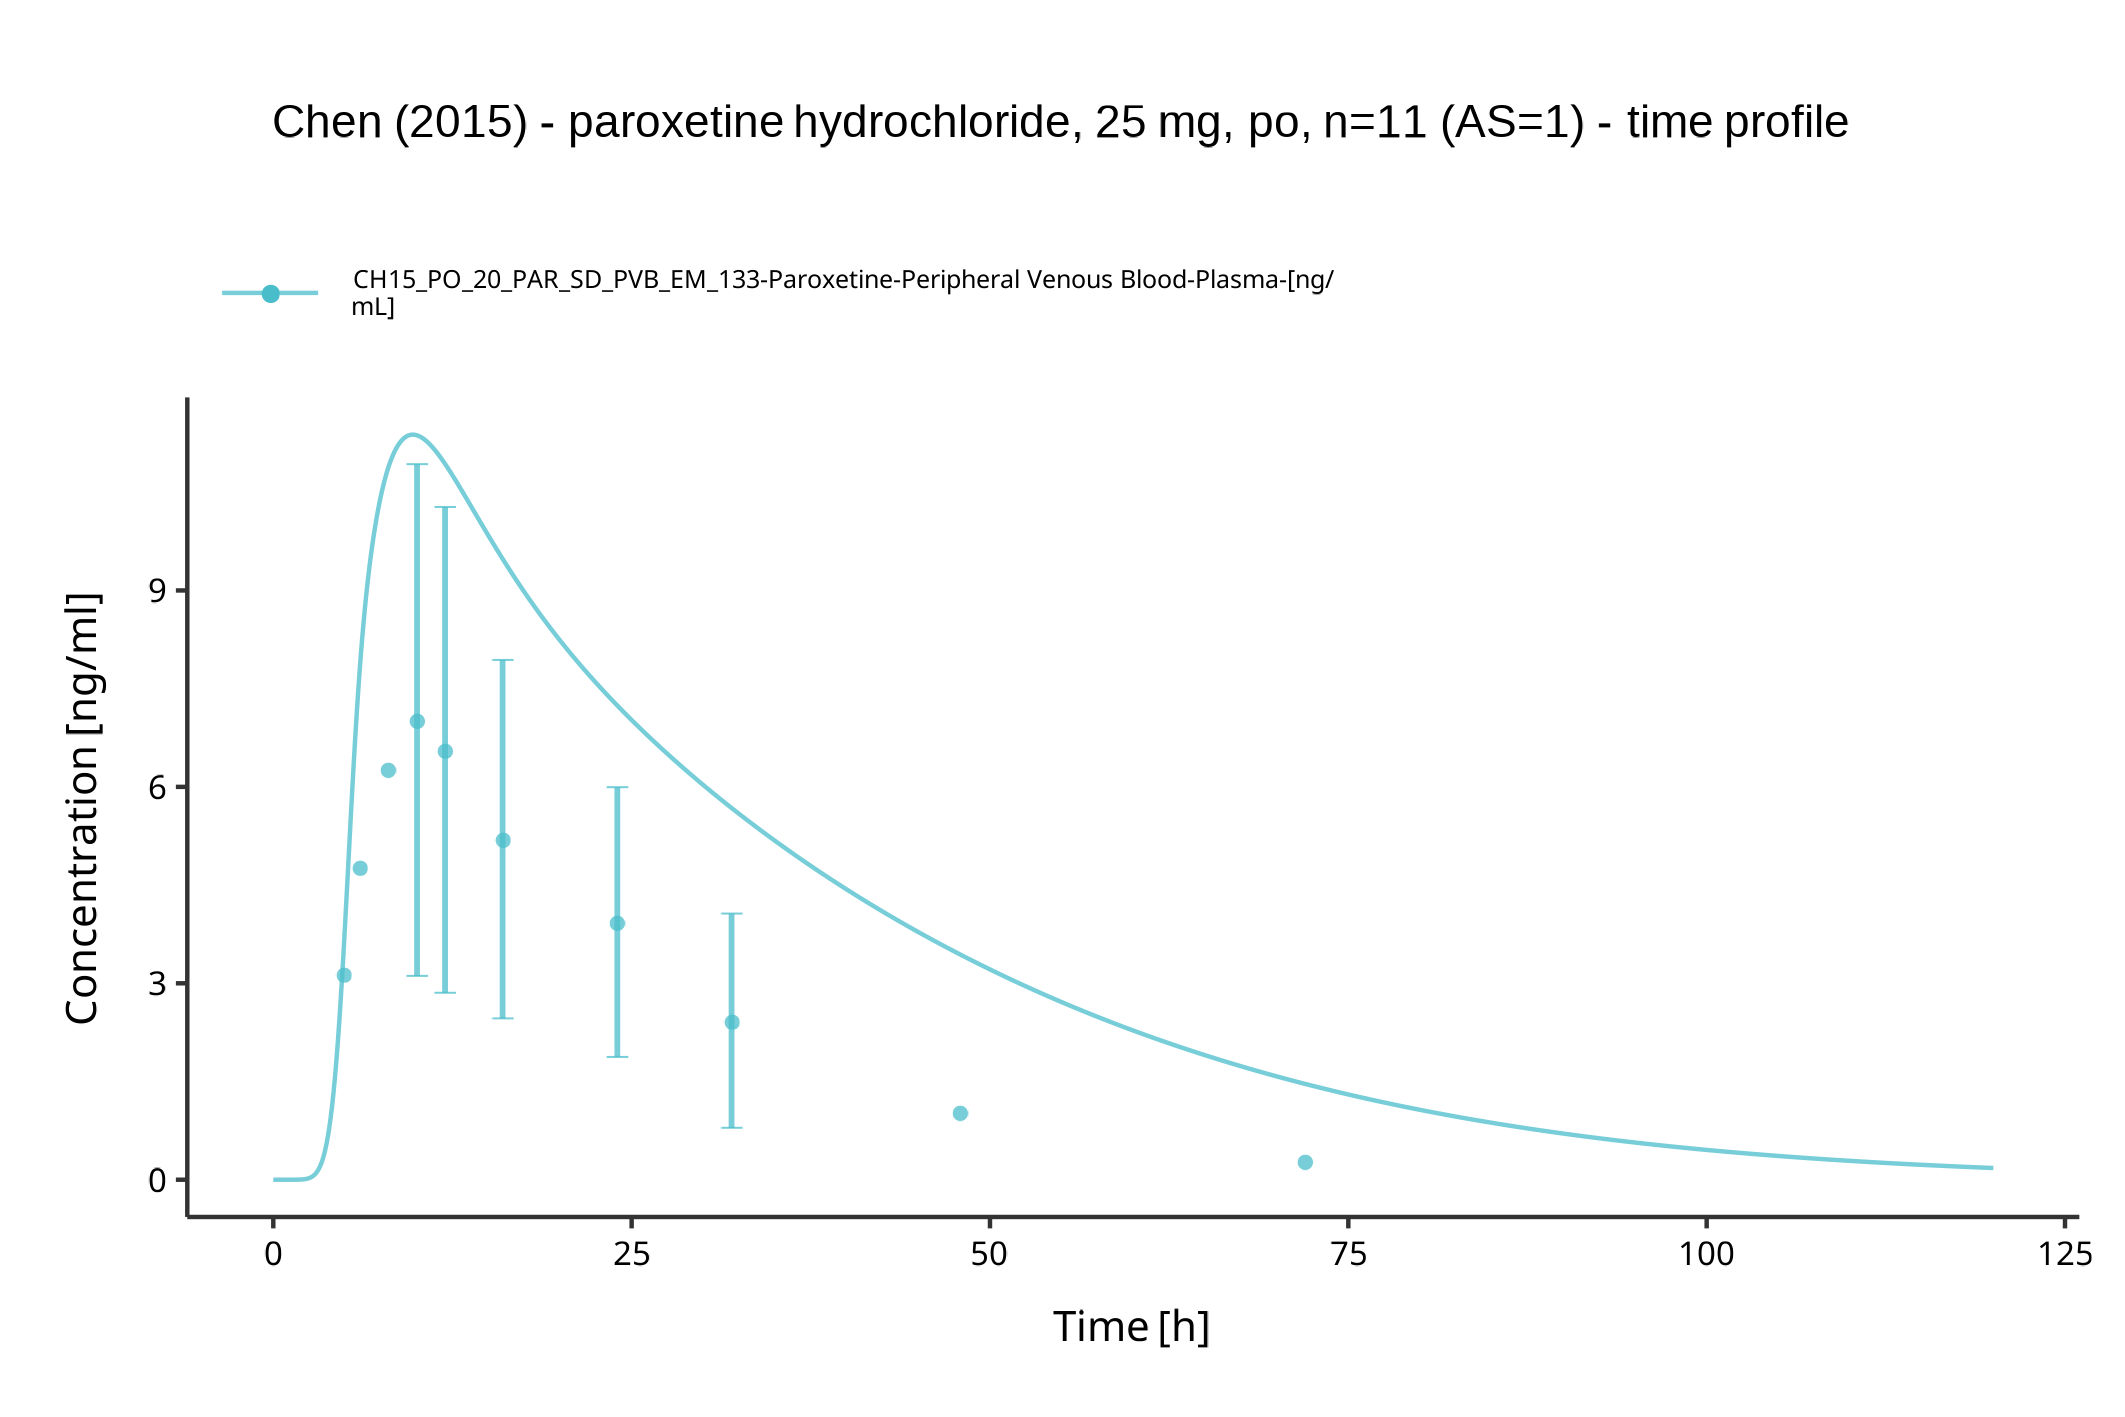 Chen (2015) - paroxetine hydrochloride, 25 mg, po, n=11 (AS=1) - time profile
CH15_PO_20_PAR_SD_PVB_EM_133-Paroxetine-Peripheral Venous Blood-Plasma-[ng/
mL]
Concentration [ng/ml]
9
6
3
0
0 25 50 75 100 125
Time [h]